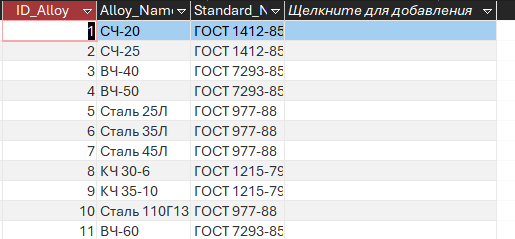 ID_Alloy Alloy_Name Standard_N Щелкните для добавления
1 СЧ-20 ГОСТ 1412-85
2 СЧ-25 ГОСТ 1412-85
3 ВЧ-40 ГОСТ 7293-85
4 ВЧ-50 ГОСТ 7293-85
5 Сталь 25Л ГОСТ 977-88
6 Сталь 35Л ГОСТ 977-88
7 Сталь 45Л ГОСТ 977-88
8 КЧ 30-6 ГОСТ 1215-79
9 КЧ 35-10 ГОСТ 1215-79
10 Сталь 110Г13 ГОСТ 977-88
11 ВЧ-60 ГОСТ 7293-85